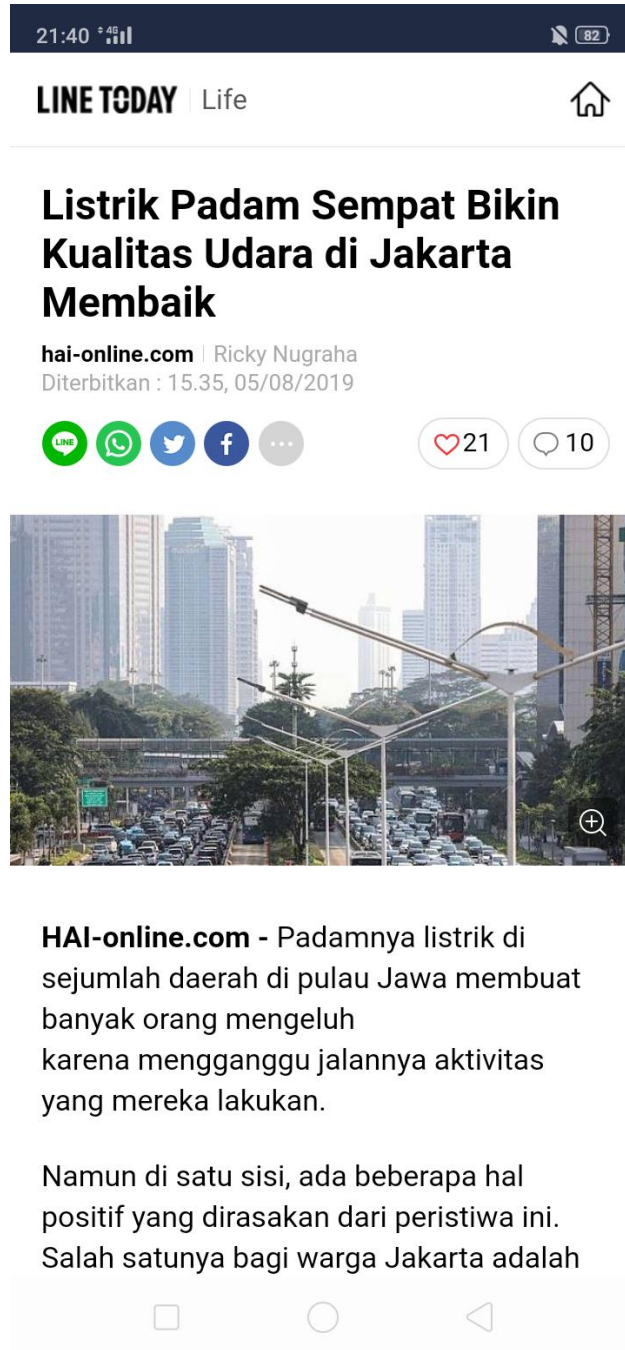 21:40 4G 82
LINE TODAY Life
Listrik Padam Sempat Bikin
Kualitas Udara di Jakarta
Membaik
hai-online.com Ricky Nugraha
Diterbitkan : 15.35, 05/08/2019
LINE 21 10
HAI-online.com - Padamnya listrik di
sejumlah daerah di pulau Jawa membuat
banyak orang mengeluh
karena mengganggu jalannya aktivitas
yang mereka lakukan.
Namun di satu sisi, ada beberapa hal
positif yang dirasakan dari peristiwa ini.
Salah satunya bagi warga Jakarta adalah